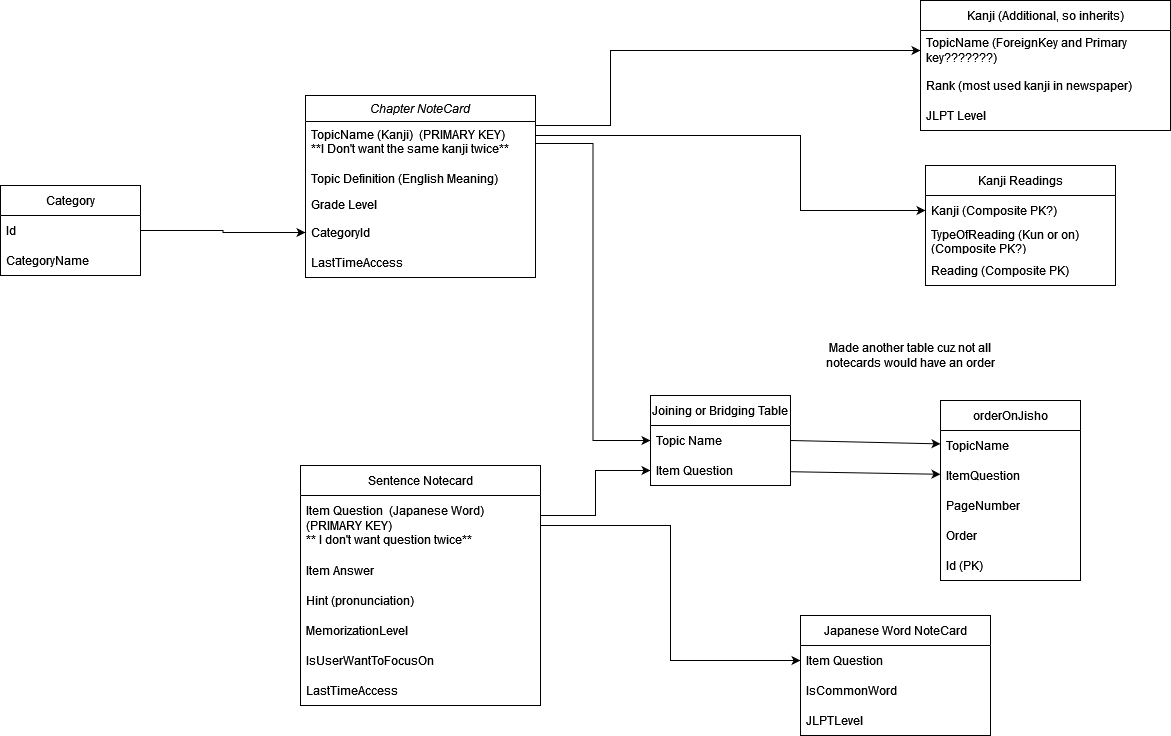 Kanji (Additional, so inherits)
TopicName (ForeignKey and Primary
key???????)
Rank (most used kanji in newspaper)
JLPT Level
Chapter NoteCard
TopicName (Kanji)  (PRIMARY KEY)
**I Don't want the same kanji twice**
Topic Definition (English Meaning)
Grade Level
CategoryId
LastTimeAccess
Category
Id
CategoryName
Kanji Readings
Kanji (Composite PK?)
TypeOfReading (Kun or on)
(Composite PK?)
Reading (Composite PK)
Made another table cuz not all
notecards would have an order
Joining or Bridging Table
Topic Name
Item Question
orderOnJisho
TopicName
ItemQuestion
PageNumber
Order
Id (PK)
Sentence Notecard
Item Question  (Japanese Word)
(PRIMARY KEY)
** I don't want question twice**
Item Answer
Hint (pronunciation)
MemorizationLevel
IsUserWantToFocusOn
LastTimeAccess
Japanese Word NoteCard
Item Question
IsCommonWord
JLPTLevel